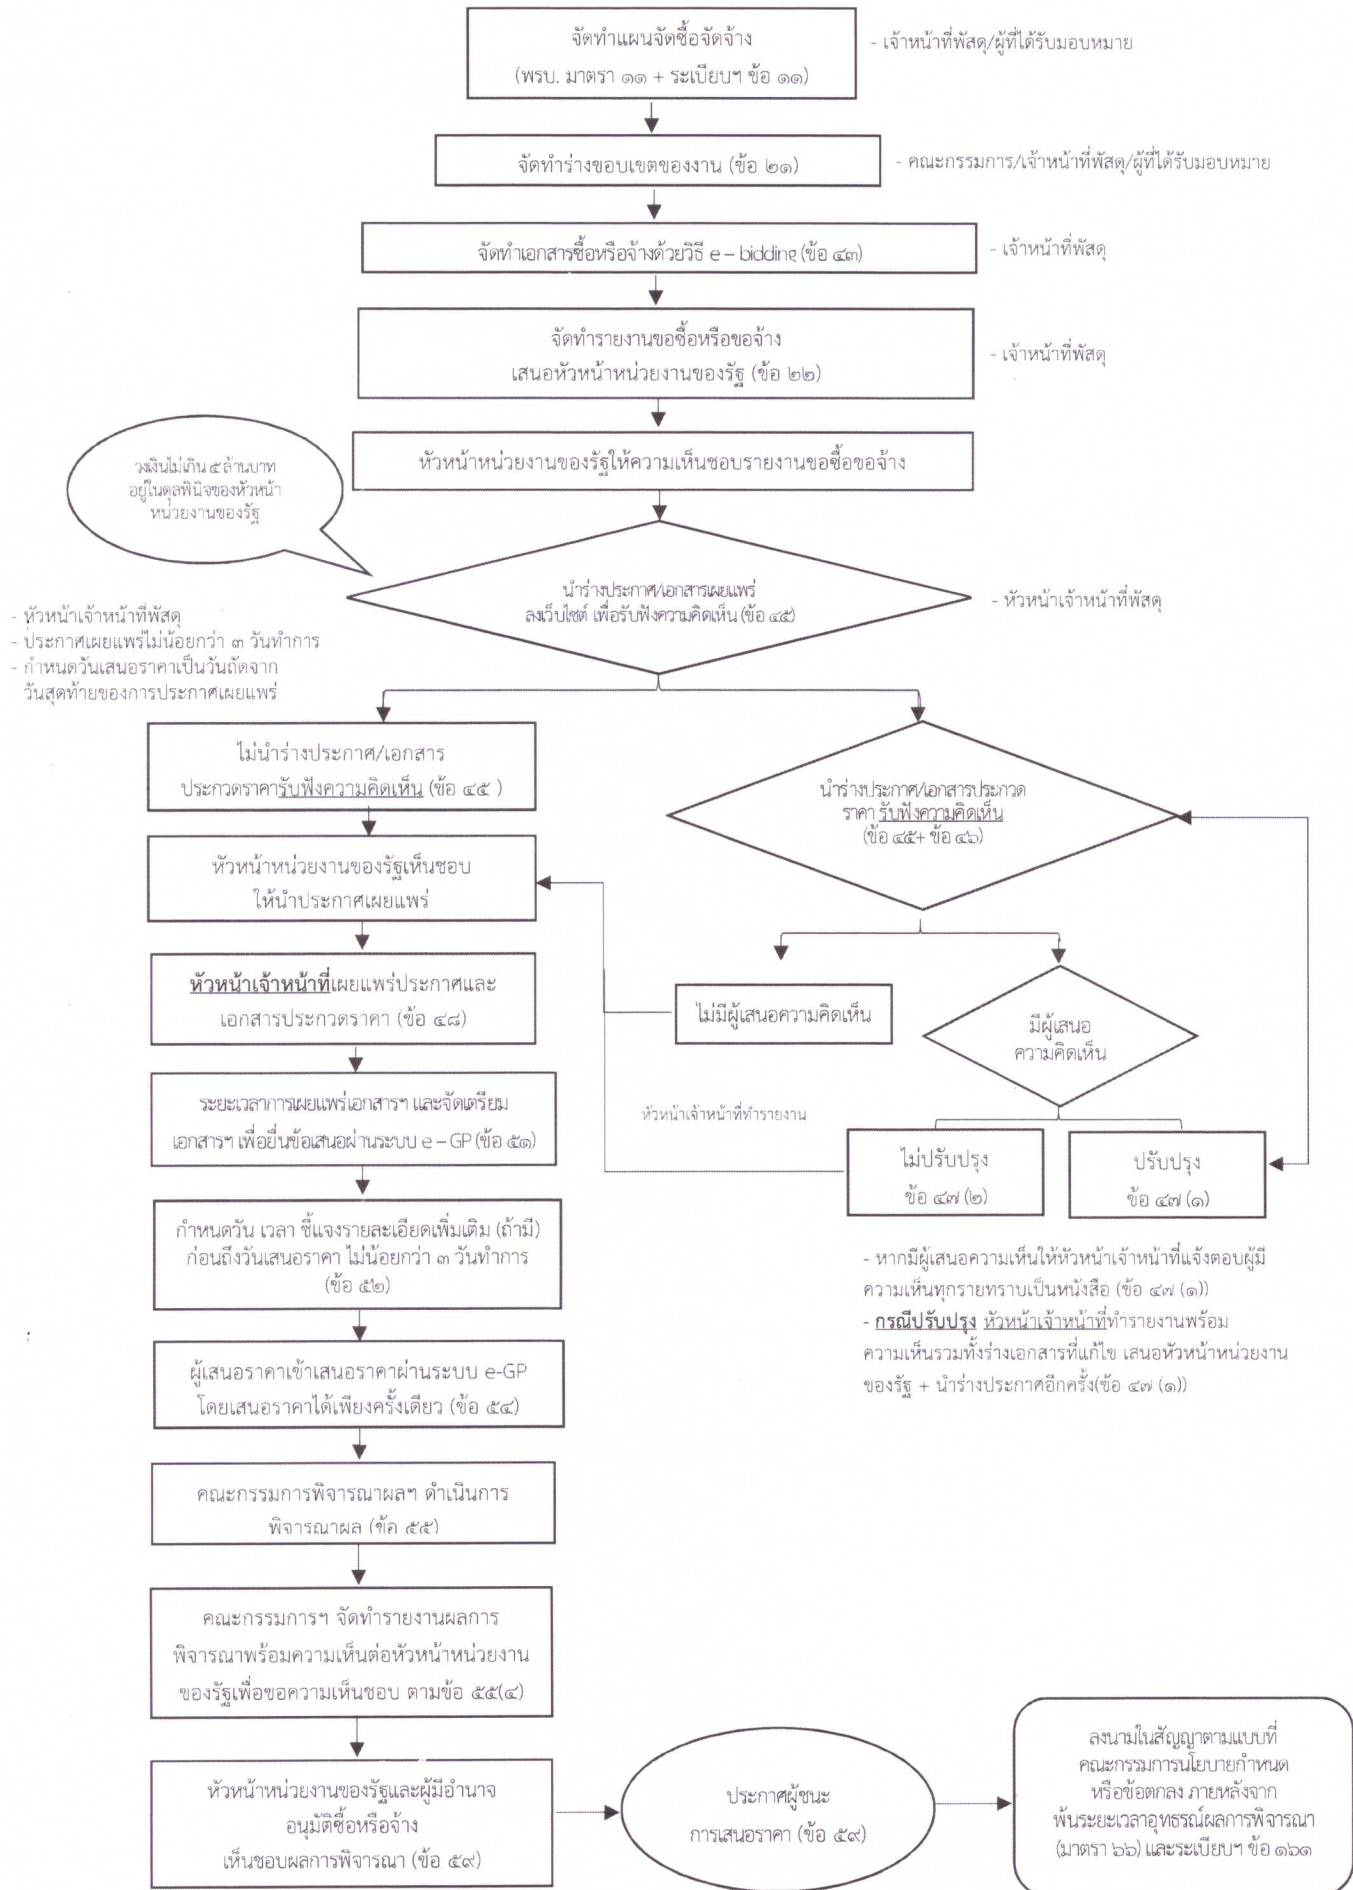 จัดทำแผนจัดซื้อจัดจ้าง
(พรบ. มาตรา ๑๑ + ระเบียบฯ ข้อ ๑๑)
- เจ้าหน้าที่พัสดุ/ผู้ที่ได้รับมอบหมาย
จัดทำร่างขอบเขตของงาน (ข้อ ๒๑)
- คณะกรรมการ/เจ้าหน้าที่พัสดุ/ผู้ที่ได้รับมอบหมาย
จัดทำเอกสารซื้อหรือจ้างด้วยวิธี e – bidding (ข้อ ๔๓)
- เจ้าหน้าที่พัสดุ
จัดทำรายงานขอซื้อหรือขอจ้าง
เสนอหัวหน้าหน่วยงานของรัฐ (ข้อ ๒๒)
- เจ้าหน้าที่พัสดุ
หัวหน้าหน่วยงานของรัฐให้ความเห็นชอบรายงานขอซื้อขอจ้าง
วงเงินไม่เกิน ๕ ล้านบาท
อยู่ในดุลพินิจของหัวหน้า
หน่วยงานของรัฐ
นำร่างประกาศ/เอกสารเผยแพร่
ลงเว็บไซต์ เพื่อรับฟังความคิดเห็น (ข้อ ๔๕)
- หัวหน้าเจ้าหน้าที่พัสดุ
- หัวหน้าเจ้าหน้าที่พัสดุ
- ประกาศเผยแพร่ไม่น้อยกว่า ๓ วันทำการ
- กำหนดวันเสนอราคาเป็นวันถัดจาก
วันสุดท้ายของการประกาศเผยแพร่
ไม่นำร่างประกาศ/เอกสาร
ประกวดราคารับฟังความคิดเห็น (ข้อ ๔๕ )
นำร่างประกาศ/เอกสารประกวด
ราคา รับฟังความคิดเห็น
(ข้อ ๔๕+ ข้อ ๔๖)
หัวหน้าหน่วยงานของรัฐเห็นชอบ
ให้นำประกาศเผยแพร่
หัวหน้าเจ้าหน้าที่เผยแพร่ประกาศและ
เอกสารประกวดราคา (ข้อ ๔๘)
ไม่มีผู้เสนอความคิดเห็น
มีผู้เสนอ
ความคิดเห็น
ระยะเวลาการเผยแพร่เอกสารฯ และจัดเตรียม
เอกสารฯ เพื่อยื่นข้อเสนอผ่านระบบ e – GP (ข้อ ๕๑)
หัวหน้าเจ้าหน้าที่ทำรายงาน
ไม่ปรับปรุง
ข้อ ๔๗ (๒)
ปรับปรุง
ข้อ ๔๗ (๑)
กำหนดวัน เวลา ชี้แจงรายละเอียดเพิ่มเติม (ถ้ามี)
ก่อนถึงวันเสนอราคา ไม่น้อยกว่า ๓ วันทำการ
(ข้อ ๕๒)
- หากมีผู้เสนอความเห็นให้หัวหน้าเจ้าหน้าที่แจ้งตอบผู้มี
ความเห็นทุกรายทราบเป็นหนังสือ (ข้อ ๔๗ (๑))
- กรณีปรับปรุง หัวหน้าเจ้าหน้าที่ทำรายงานพร้อม
ความเห็นรวมทั้งร่างเอกสารที่แก้ไข เสนอหัวหน้าหน่วยงาน
ของรัฐ + นำร่างประกาศอีกครั้ง(ข้อ ๔๗ (๑))
ผู้เสนอราคาเข้าเสนอราคาผ่านระบบ e-GP
โดยเสนอราคาได้เพียงครั้งเดียว (ข้อ ๕๔)
คณะกรรมการพิจารณาผลฯ ดำเนินการ
พิจารณาผล (ข้อ ๕๕)
คณะกรรมการฯ จัดทำรายงานผลการ
พิจารณาพร้อมความเห็นต่อหัวหน้าหน่วยงาน
ของรัฐเพื่อขอความเห็นชอบ ตามข้อ ๕๕(๔)
หัวหน้าหน่วยงานของรัฐและผู้มีอำนาจ
อนุมัติซื้อหรือจ้าง
เห็นชอบผลการพิจารณา (ข้อ ๕๙)
ประกาศผู้ชนะ
การเสนอราคา (ข้อ ๕๙)
ลงนามในสัญญาตามแบบที่
คณะกรรมการนโยบายกำหนด
หรือข้อตกลง ภายหลังจาก
พ้นระยะเวลาอุทธรณ์ผลการพิจารณา
(มาตรา ๖๖) และระเบียบฯ ข้อ ๑๖๑